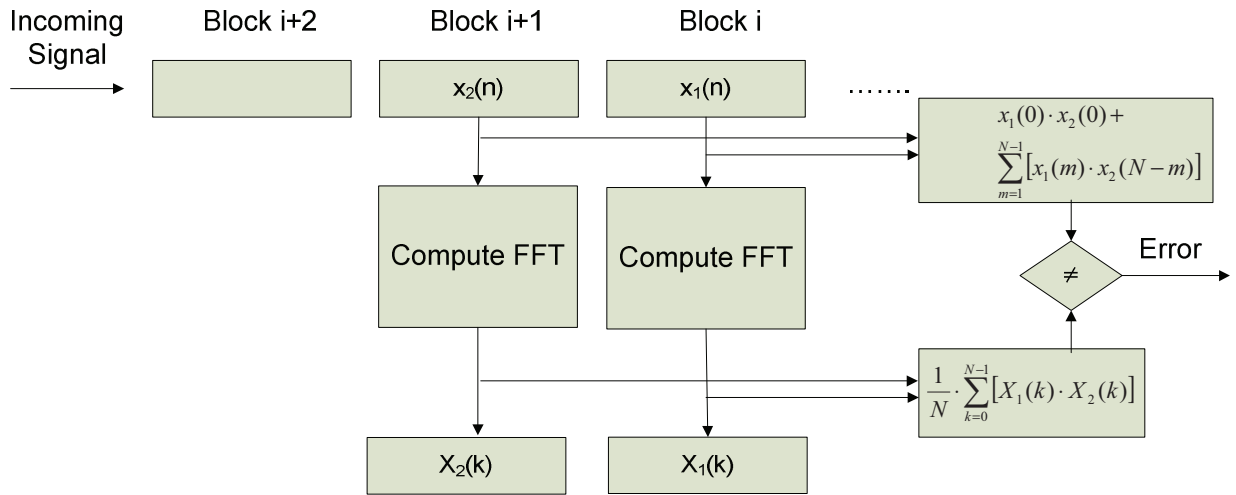 Incoming Signal
Block i+2
Block i+1
Block i
x₂(n)
x₁(n)
.......
x₁(0)·x₂(0)+
∑_{m=1}^{N−1}[x₁(m)·x₂(N−m)]
Compute FFT
Compute FFT
≠
Error
1/N·∑_{k=0}^{N−1}[X₁(k)·X₂(k)]
X₂(k)
X₁(k)